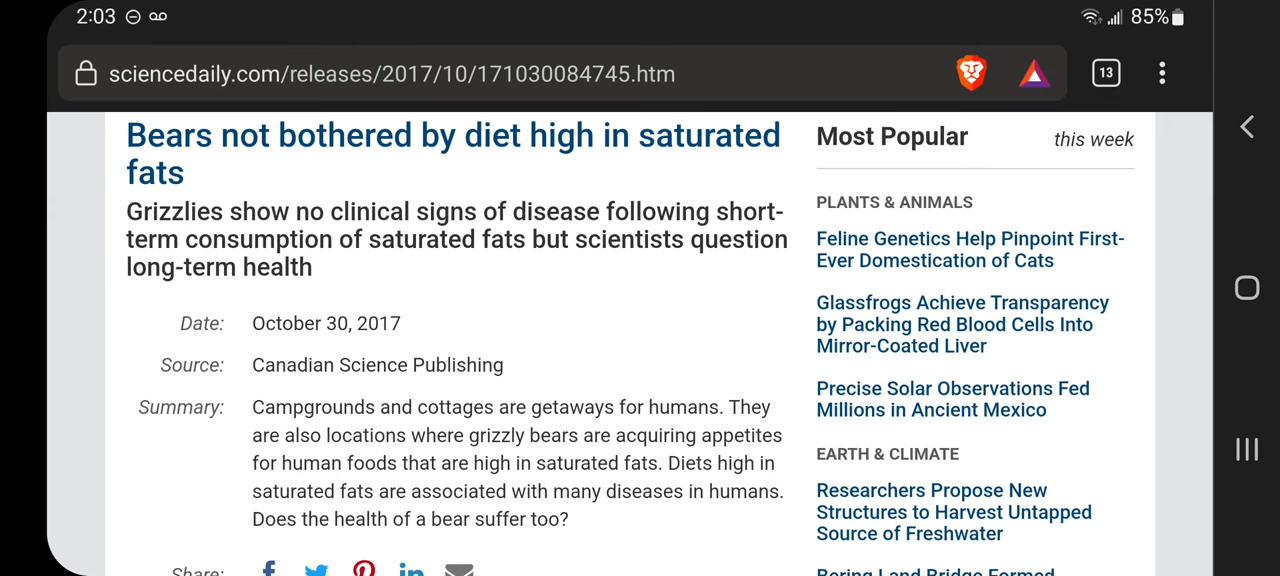 2:03 85%
sciencedaily.com/releases/2017/10/171030084745.htm 13
Bears not bothered by diet high in saturated
fats
Grizzlies show no clinical signs of disease following short-
term consumption of saturated fats but scientists question
long-term health
Date: October 30, 2017
Source: Canadian Science Publishing
Summary: Campgrounds and cottages are getaways for humans. They
are also locations where grizzly bears are acquiring appetites
for human foods that are high in saturated fats. Diets high in
saturated fats are associated with many diseases in humans.
Does the health of a bear suffer too?
Share:
Most Popular this week
PLANTS & ANIMALS
Feline Genetics Help Pinpoint First-
Ever Domestication of Cats
Glassfrogs Achieve Transparency
by Packing Red Blood Cells Into
Mirror-Coated Liver
Precise Solar Observations Fed
Millions in Ancient Mexico
EARTH & CLIMATE
Researchers Propose New
Structures to Harvest Untapped
Source of Freshwater
Bering Land Bridge Formed